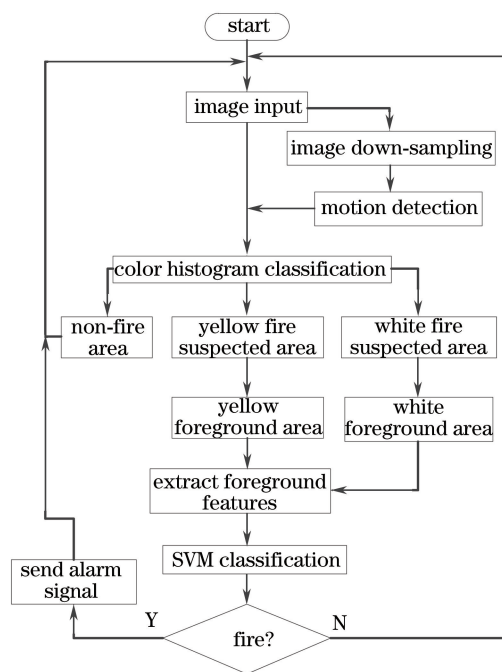 start
image input
image down-sampling
motion detection
color histogram classification
non-fire
area
yellow fire
suspected area
white fire
suspected area
yellow
foreground area
white
foreground area
extract foreground
features
SVM classification
send alarm
signal
Y
fire?
N